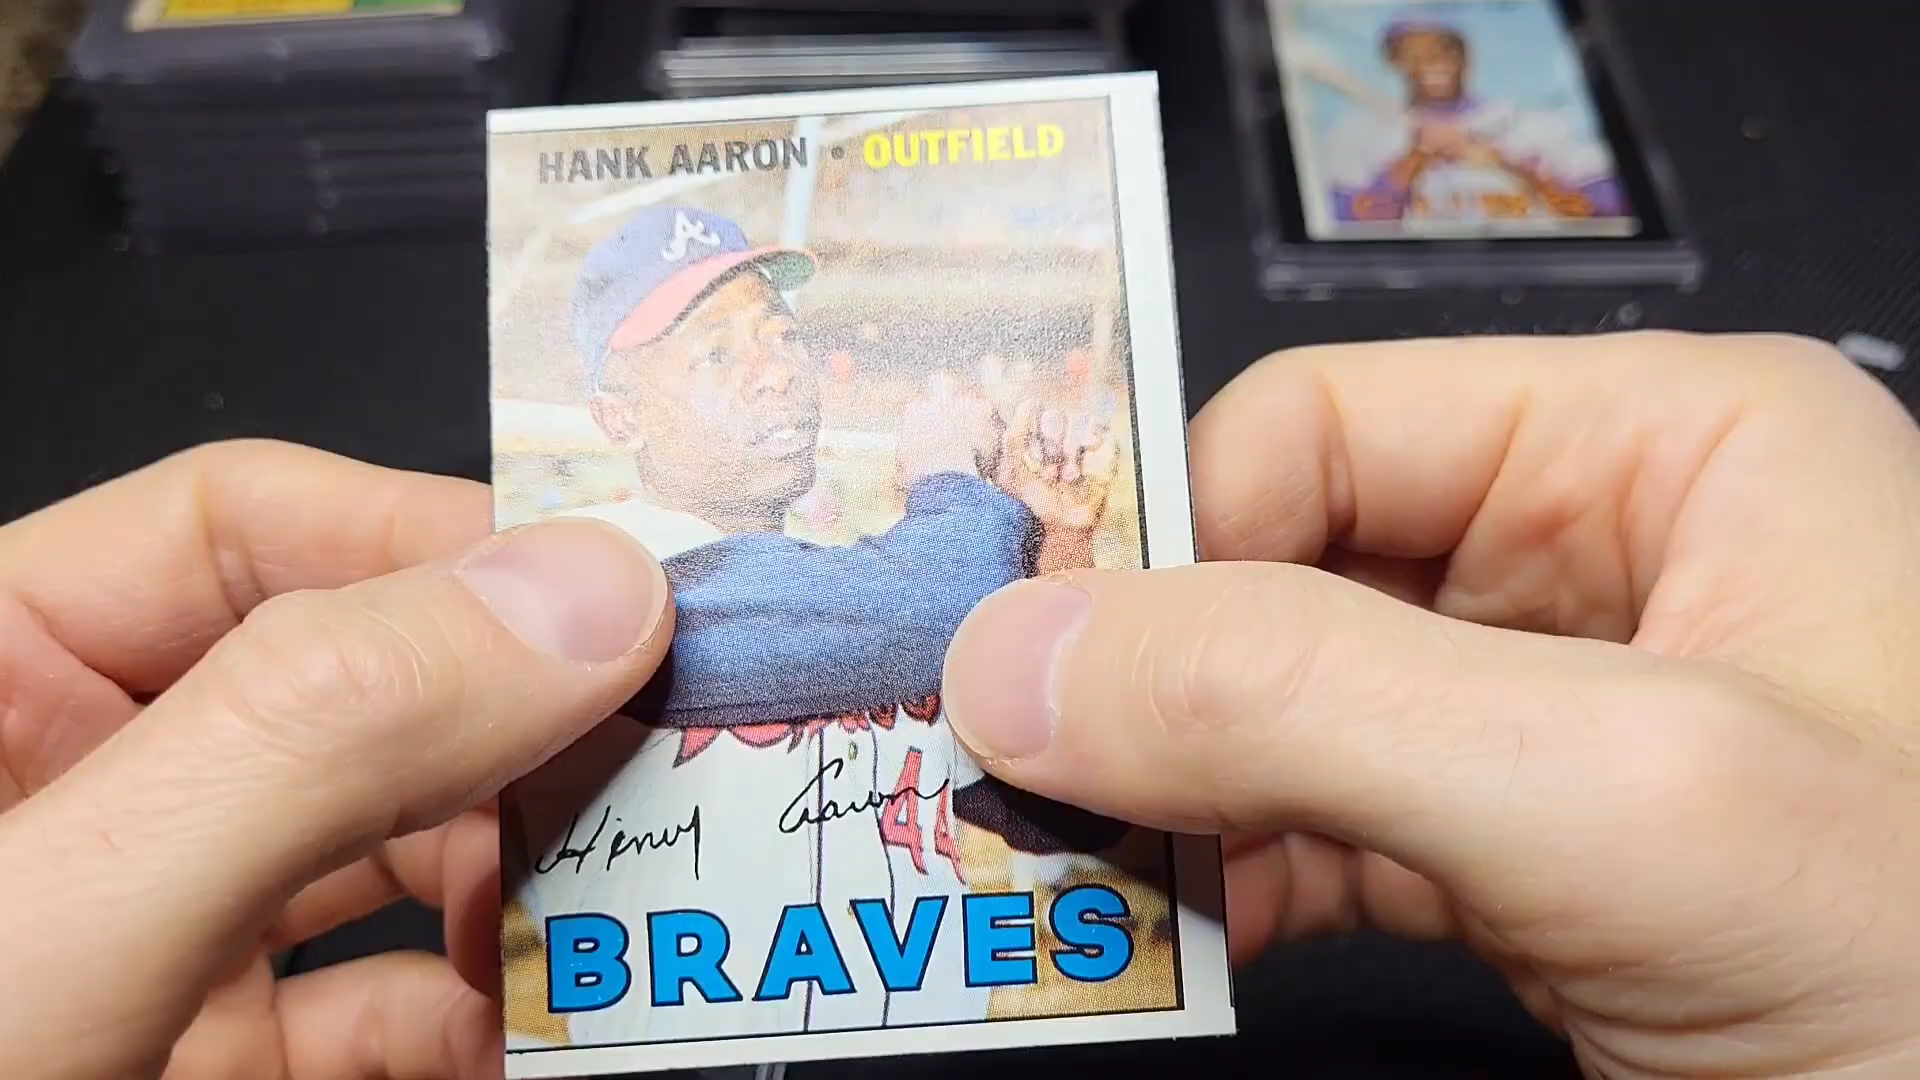 HANK AARON • OUTFIELD
A
44
Henry Aaron
BRAVES